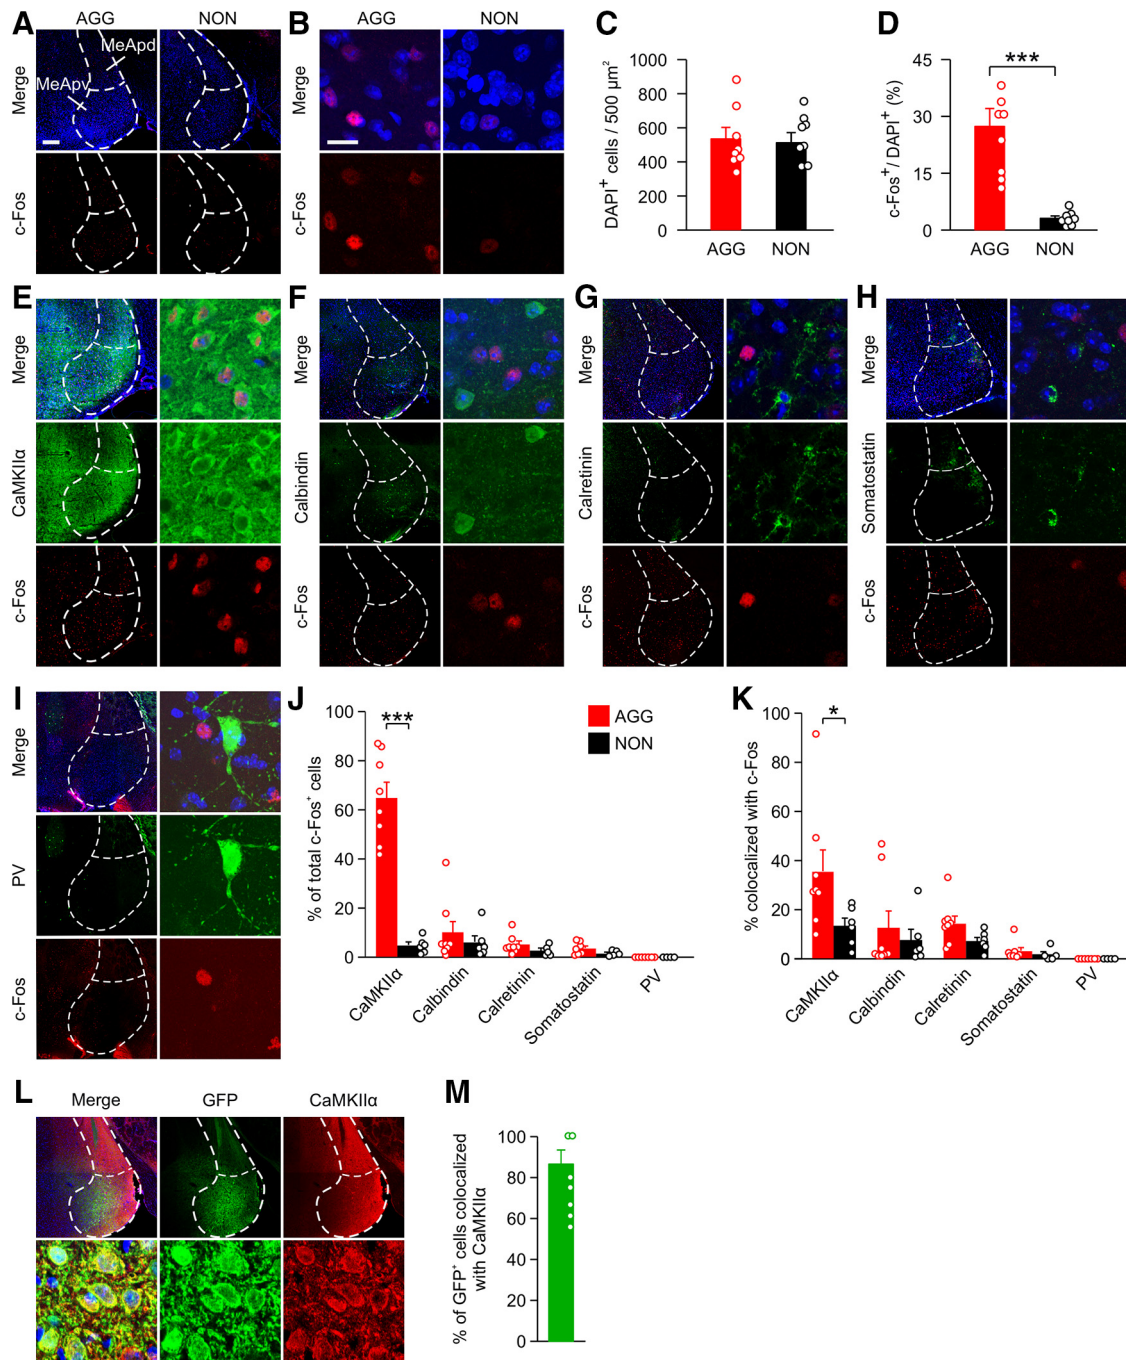 A
AGG
NON
Merge
MeApd
MeApv
c-Fos
B
AGG
NON
Merge
c-Fos
C
DAPI⁺ cells / 500 µm²
1000
800
600
400
200
0
AGG
NON
D
c-Fos⁺/ DAPI⁺ (%)
45
30
15
0
***
AGG
NON
E
Merge
CaMKIIα
c-Fos
F
Merge
Calbindin
c-Fos
G
Merge
Calretinin
c-Fos
H
Merge
Somatostatin
c-Fos
I
Merge
PV
c-Fos
J
% of total c-Fos⁺ cells
100
80
60
40
20
0
***
CaMKIIα
Calbindin
Calretinin
Somatostatin
PV
AGG
NON
K
% colocalized with c-Fos
100
80
60
40
20
0
*
CaMKIIα
Calbindin
Calretinin
Somatostatin
PV
L
Merge
GFP
CaMKIIα
M
% of GFP⁺ cells colocalized
with CaMKIIα
100
80
60
40
20
0